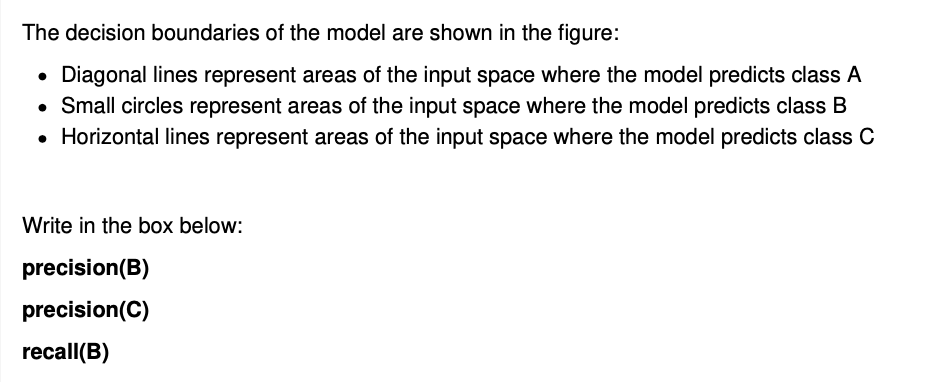 The decision boundaries of the model are shown in the figure:
• Diagonal lines represent areas of the input space where the model predicts class A
• Small circles represent areas of the input space where the model predicts class B
• Horizontal lines represent areas of the input space where the model predicts class C
Write in the box below:
precision(B)
precision(C)
recall(B)